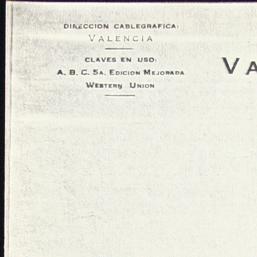 DIRECCION CABLEGRAFICA:
VALENCIA
CLAVES EN USO:
A. B. C. 5A. EDICION MEJORADA
WESTERN UNION
VA